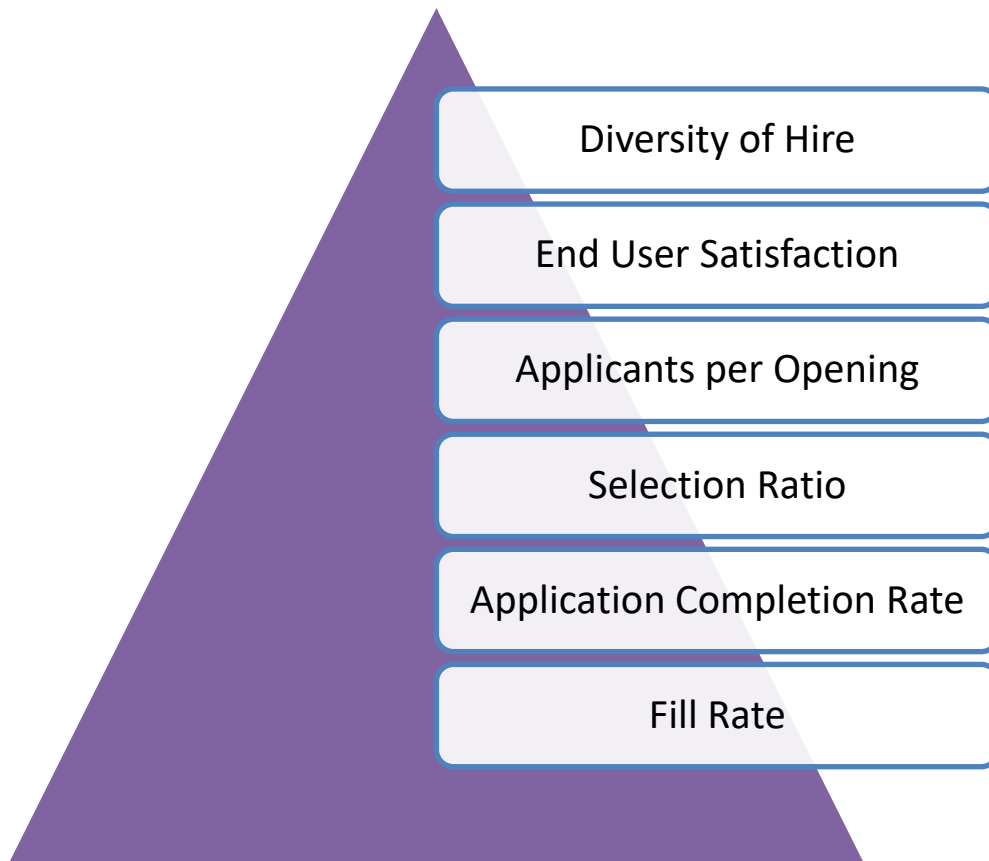 Diversity of Hire
End User Satisfaction
Applicants per Opening
Selection Ratio
Application Completion Rate
Fill Rate